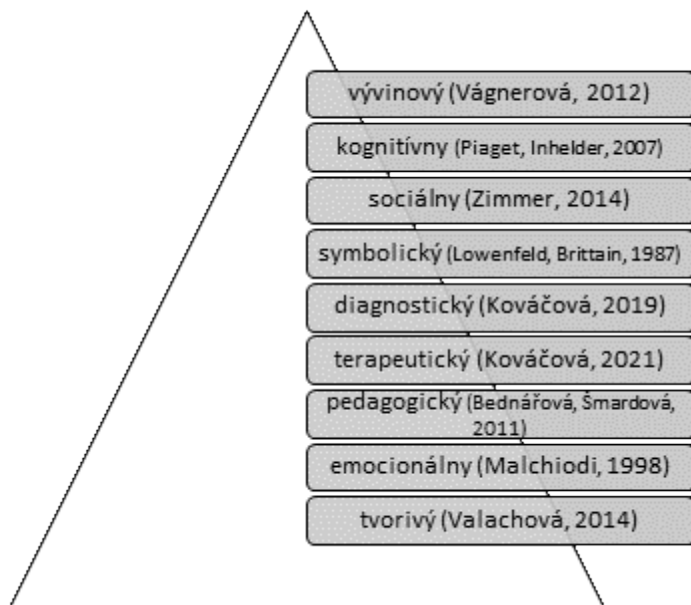 vývinový (Vágnerová, 2012)
kognitívny (Piaget, Inhelder, 2007)
sociálny (Zimmer, 2014)
symbolický (Lowenfeld, Brittain, 1987)
diagnostický (Kováčová, 2019)
terapeutický (Kováčová, 2021)
pedagogický (Bednářová, Šmardová,
2011)
emocionálny (Malchiodi, 1998)
tvorivý (Valachová, 2014)